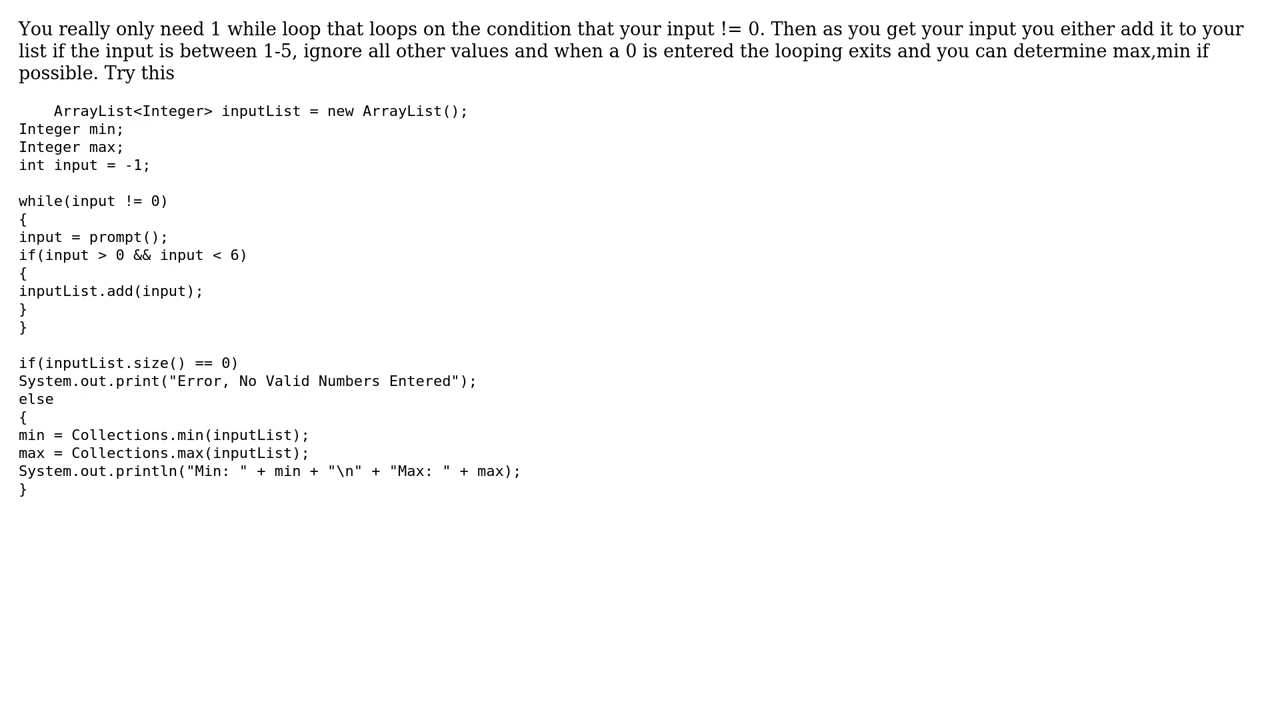 You really only need 1 while loop that loops on the condition that your input != 0. Then as you get your input you either add it to your
list if the input is between 1-5, ignore all other values and when a 0 is entered the looping exits and you can determine max,min if
possible. Try this
    ArrayList<Integer> inputList = new ArrayList();
Integer min;
Integer max;
int input = -1;

while(input != 0)
{
input = prompt();
if(input > 0 && input < 6)
{
inputList.add(input);
}
}

if(inputList.size() == 0)
System.out.print("Error, No Valid Numbers Entered");
else
{
min = Collections.min(inputList);
max = Collections.max(inputList);
System.out.println("Min: " + min + "\n" + "Max: " + max);
}